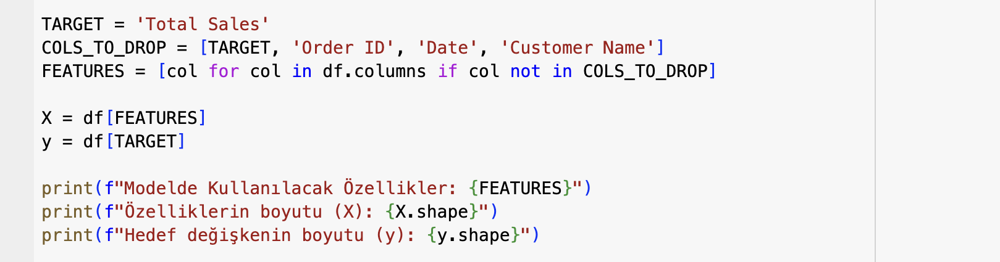 TARGET = 'Total Sales'
COLS_TO_DROP = [TARGET, 'Order ID', 'Date', 'Customer Name']
FEATURES = [col for col in df.columns if col not in COLS_TO_DROP]
X = df[FEATURES]
y = df[TARGET]
print(f"Modelde Kullanılacak Özellikler: {FEATURES}")
print(f"Özelliklerin boyutu (X): {X.shape}")
print(f"Hedef değişkenin boyutu (y): {y.shape}")